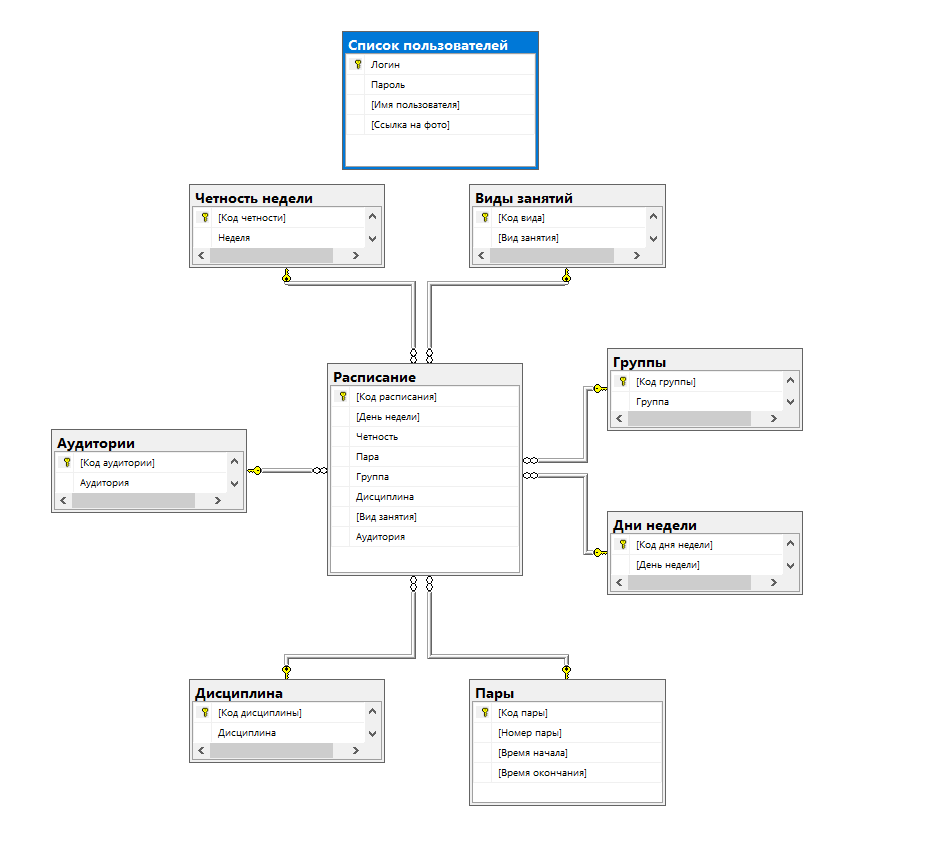 Список пользователей
Логин
Пароль
[Имя пользователя]
[Ссылка на фото]
Четность недели
[Код четности]
Неделя
Виды занятий
[Код вида]
[Вид занятия]
Расписание
[Код расписания]
[День недели]
Четность
Пара
Группа
Дисциплина
[Вид занятия]
Аудитория
Группы
[Код группы]
Группа
Аудитории
[Код аудитории]
Аудитория
Дни недели
[Код дня недели]
[День недели]
Дисциплина
[Код дисциплины]
Дисциплина
Пары
[Код пары]
[Номер пары]
[Время начала]
[Время окончания]